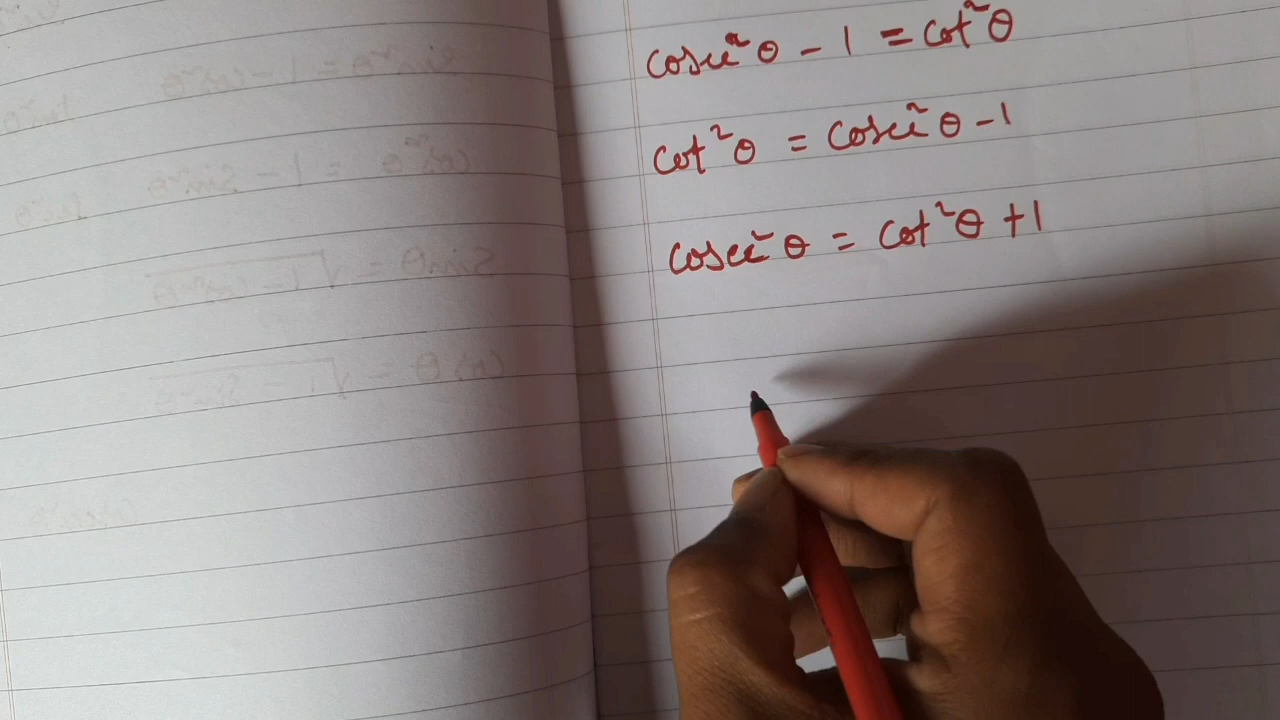 cosec²θ - 1 = cot²θ
cot²θ = cosec²θ - 1
cosec²θ = cot²θ + 1